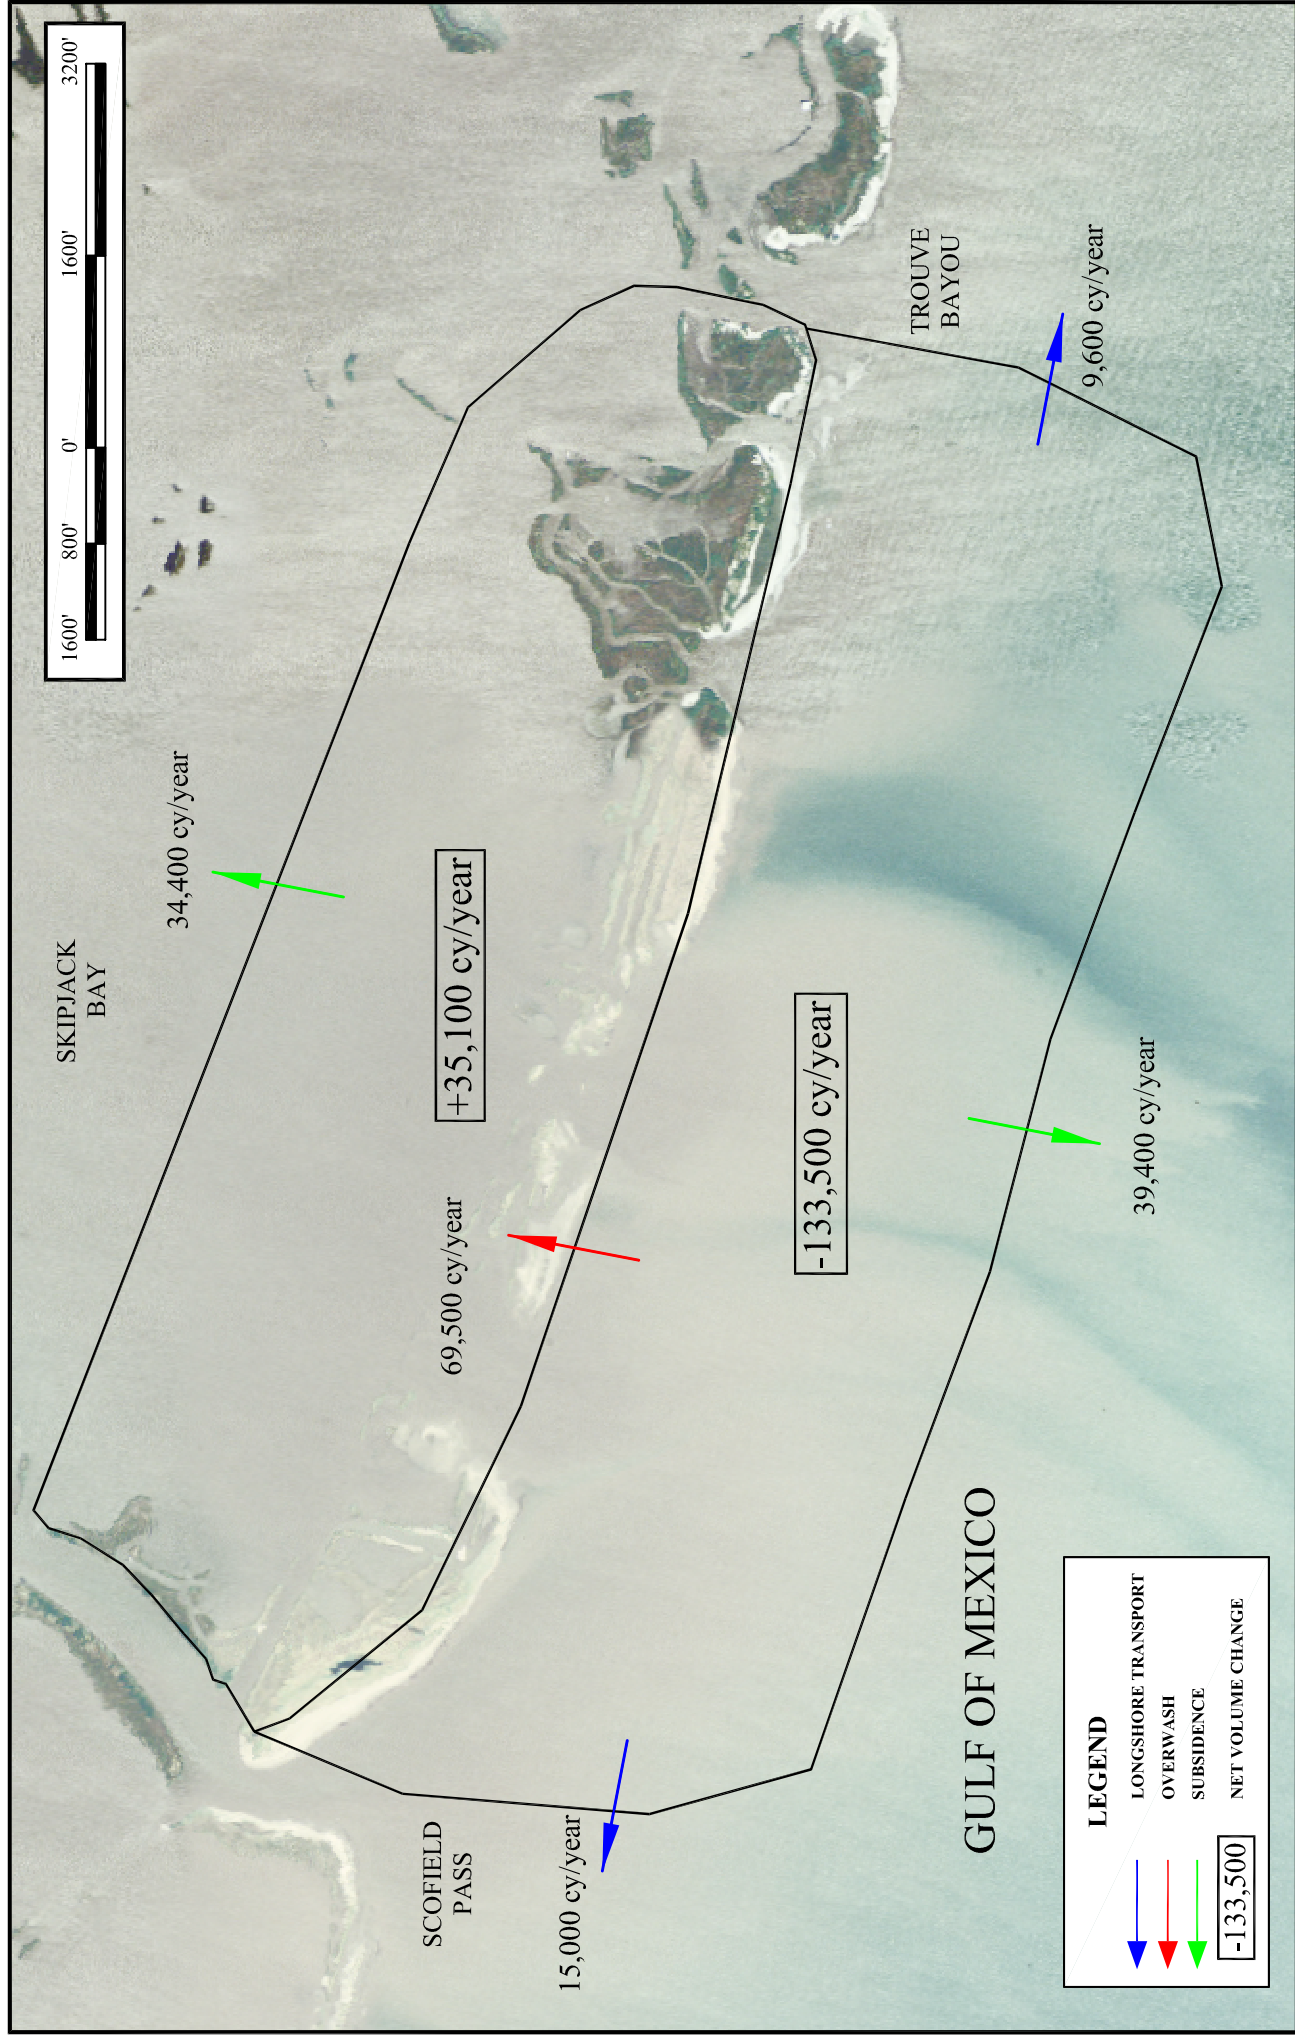 1600' 800' 0' 1600' 3200'
SKIPJACK
BAY
34,400 cy/year
+35,100 cy/year
69,500 cy/year
-133,500 cy/year
TROUVE
BAYOU
9,600 cy/year
39,400 cy/year
SCOFIELD
PASS
15,000 cy/year
GULF OF MEXICO
LEGEND
LONGSHORE TRANSPORT
OVERWASH
SUBSIDENCE
-133,500 NET VOLUME CHANGE